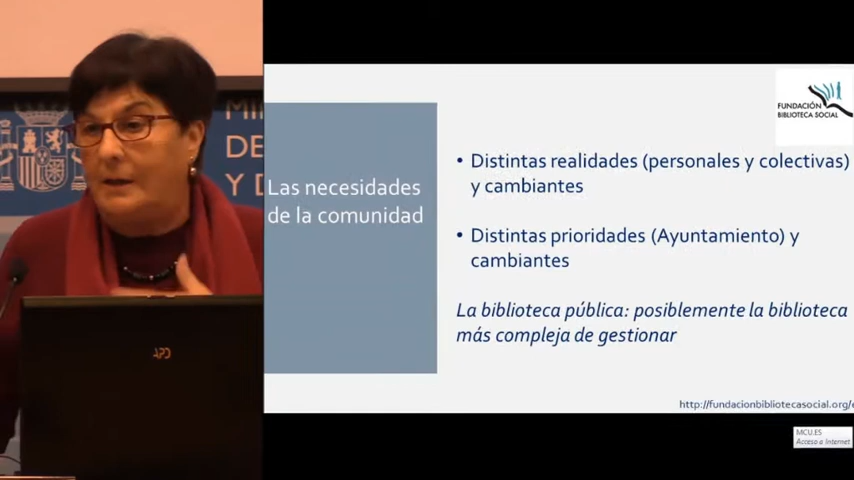 FUNDACIÓN
BIBLIOTECA SOCIAL
DE
Y D
Las necesidades
de la comunidad
• Distintas realidades (personales y colectivas)
y cambiantes
• Distintas prioridades (Ayuntamiento) y
cambiantes
La biblioteca pública: posiblemente la biblioteca
más compleja de gestionar
http://fundacionbibliotecasocial.org/e
MCU.ES
Acceso a Internet